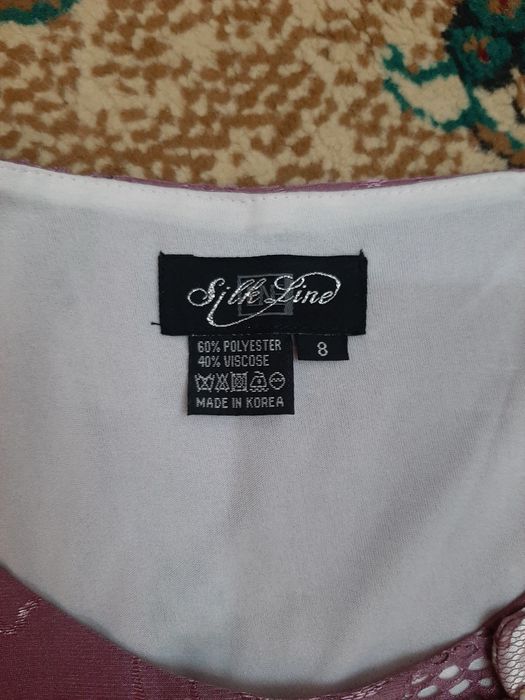 Silk Line
60% POLYESTER
40% VISCOSE
8
MADE IN KOREA